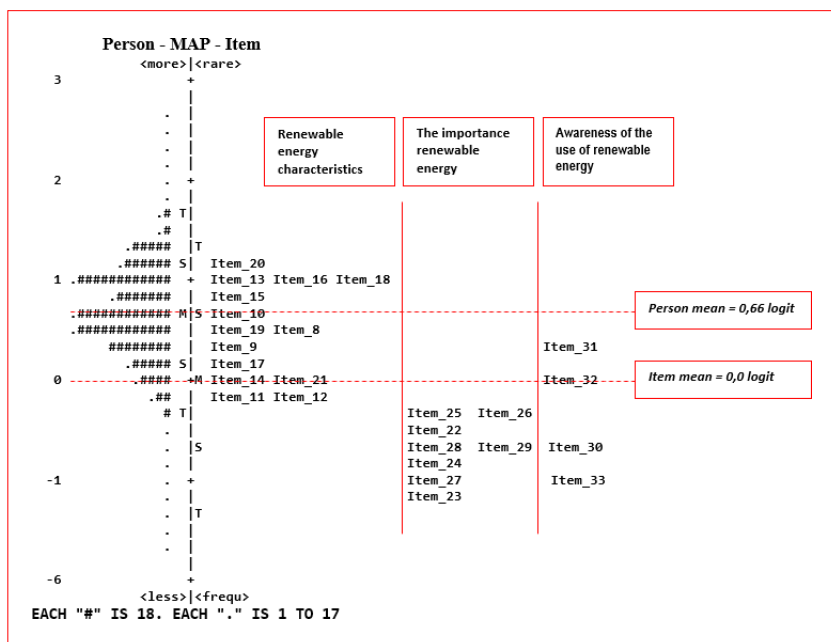 Person - MAP - Item
<more>|<rare>
3 +
|
. |
. |
. |
. |
Renewable energy characteristics
The importance renewable energy
Awareness of the use of renewable energy
2 . +
. |
.# T|
.# |
.##### |T
.###### S| Item_20
1 .############ + Item_13 Item_16 Item_18
.####### | Item_15
Person mean = 0,66 logit
.############ M|S Item_10
.############ | Item_19 Item_8
######## | Item_9 Item_31
.##### S| Item_17
0 .#### +M Item_14 Item_21 Item_32
Item mean = 0,0 logit
.## | Item_11 Item_12
# T| Item_25 Item_26
. | Item_22
. |S Item_28 Item_29 Item_30
. | Item_24
-1 . + Item_27 Item_33
. | Item_23
. |T
. |
. |
|
-6 +
<less>|<frequ>
EACH "#" IS 18. EACH "." IS 1 TO 17